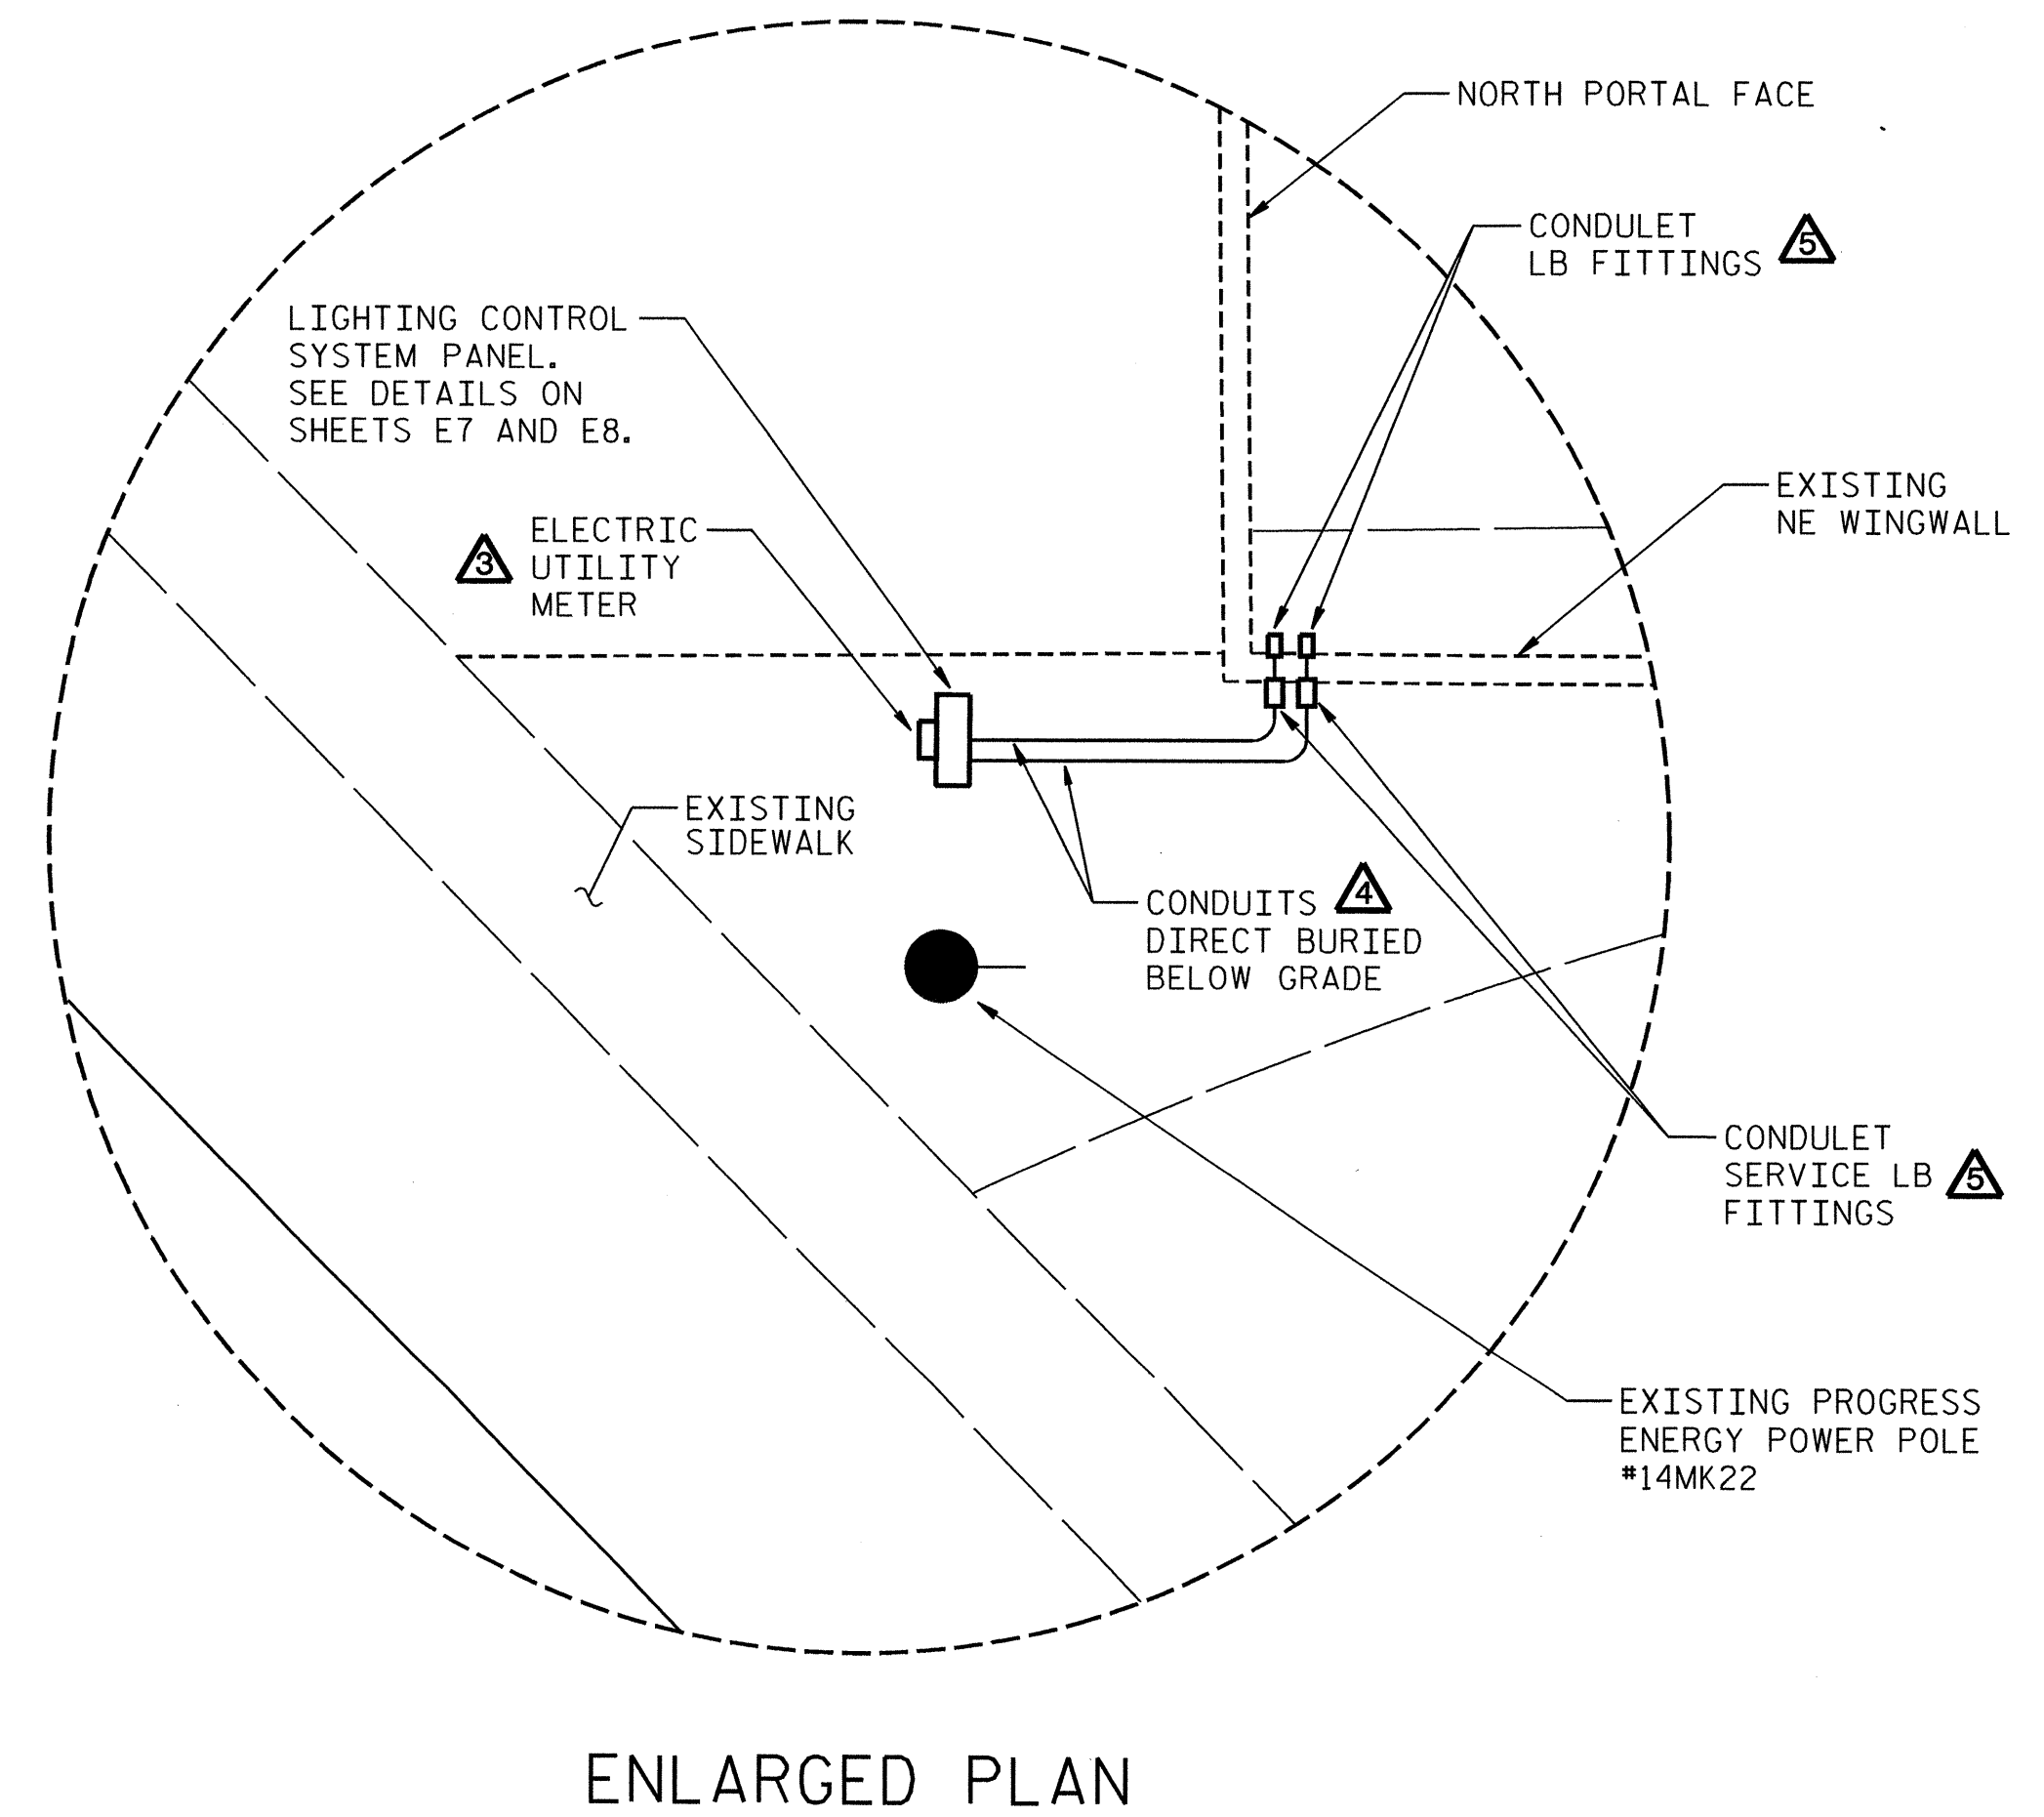 NORTH PORTAL FACE
CONDULET
LB FITTINGS 5
LIGHTING CONTROL
SYSTEM PANEL.
SEE DETAILS ON
SHEETS E7 AND E8.
EXISTING
NE WINGWALL
ELECTRIC
3 UTILITY
METER
EXISTING
SIDEWALK
CONDUITS 4
DIRECT BURIED
BELOW GRADE
CONDULET
SERVICE LB 5
FITTINGS
EXISTING PROGRESS
ENERGY POWER POLE
#14MK22
ENLARGED PLAN